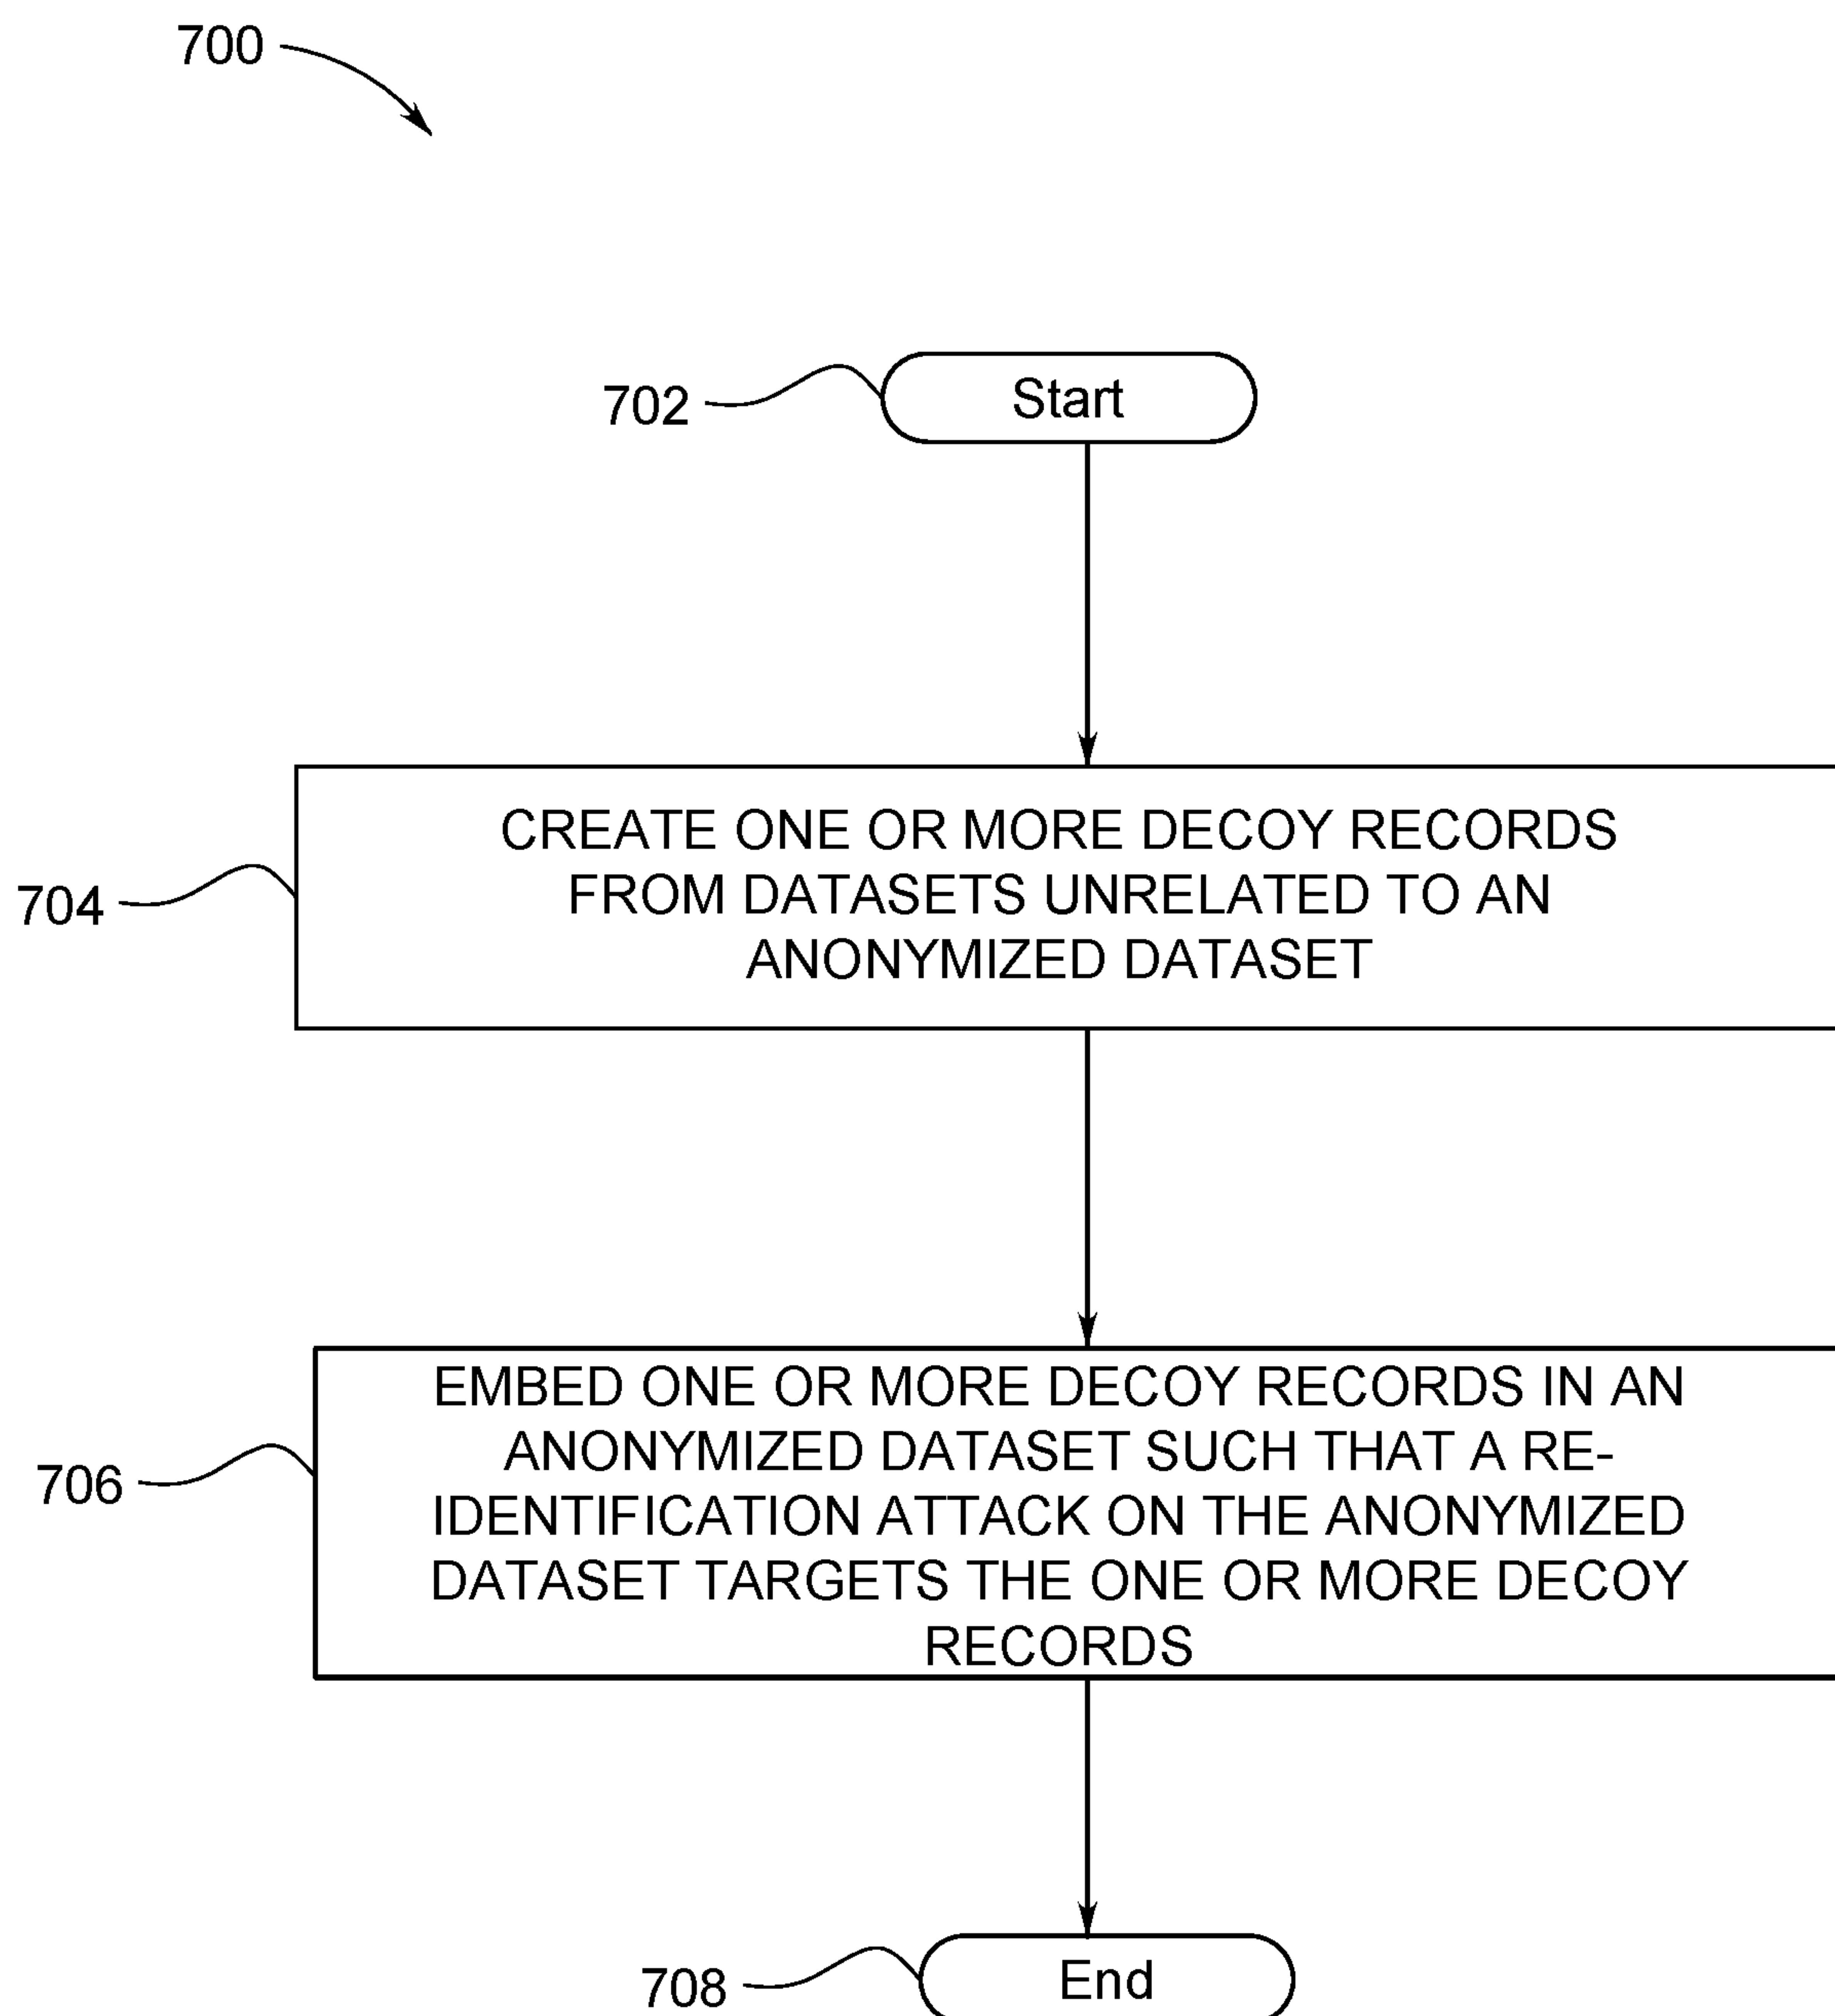 700
702
Start
CREATE ONE OR MORE DECOY RECORDS
FROM DATASETS UNRELATED TO AN
ANONYMIZED DATASET
704
EMBED ONE OR MORE DECOY RECORDS IN AN
ANONYMIZED DATASET SUCH THAT A RE-
IDENTIFICATION ATTACK ON THE ANONYMIZED
DATASET TARGETS THE ONE OR MORE DECOY
RECORDS
706
End
708